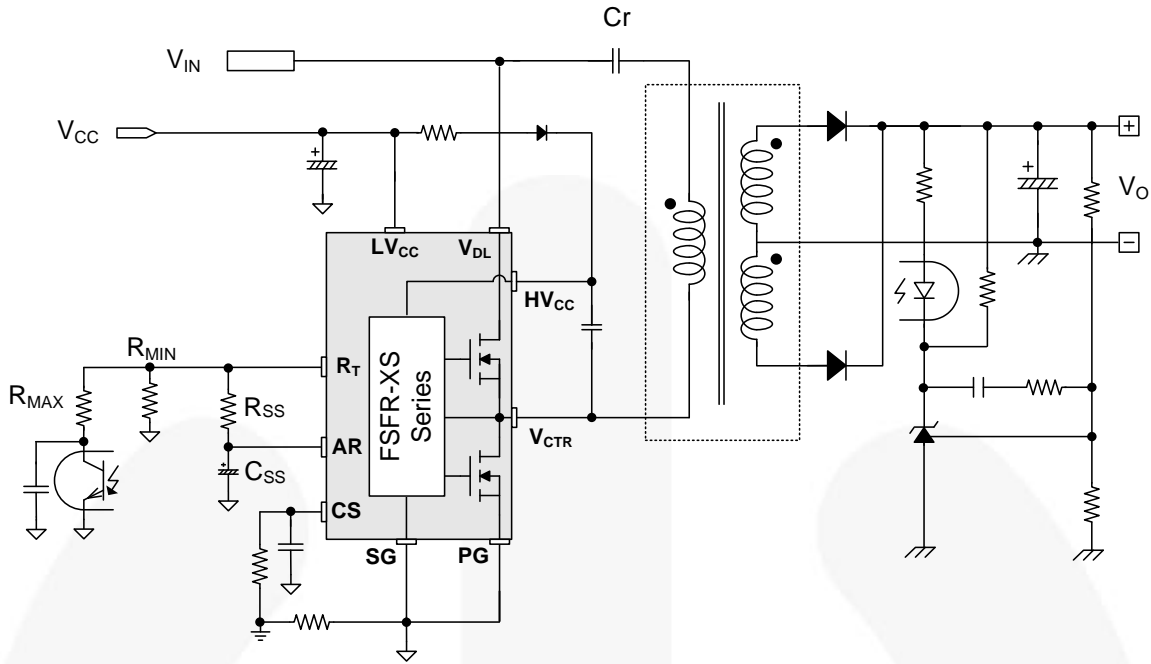 Cr
V_IN
V_CC
+
+
+
V_O
−
LV_CC
V_DL
HV_CC
R_MIN
R_T
R_MAX
R_SS
FSFR-XS
Series
V_CTR
AR
+
C_SS
CS
SG
PG